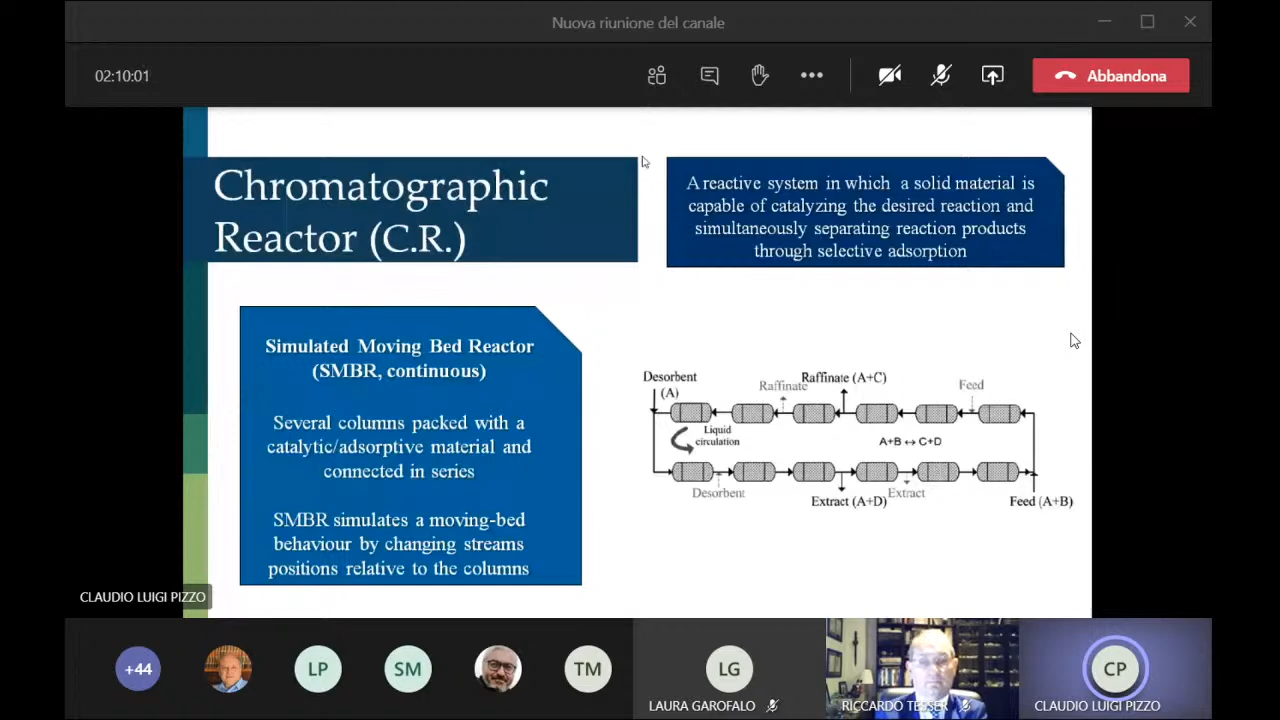 Nuova riunione del canale
02:10:01
Abbandona
Chromatographic
Reactor (C.R.)
A reactive system in which a solid material is
capable of catalyzing the desired reaction and
simultaneously separating reaction products
through selective adsorption
Simulated Moving Bed Reactor
(SMBR, continuous)
Several columns packed with a
catalytic/adsorptive material and
connected in series
SMBR simulates a moving-bed
behaviour by changing streams
positions relative to the columns
Desorbent
(A)
Raffinate
Raffinate (A+C)
Feed
Liquid
circulation
A+B ↔ C+D
Desorbent
Extract (A+D)
Extract
Feed (A+B)
CLAUDIO LUIGI PIZZO
+44
LP
SM
TM
LG
LAURA GAROFALO
RICCARDO TESSER
CP
CLAUDIO LUIGI PIZZO